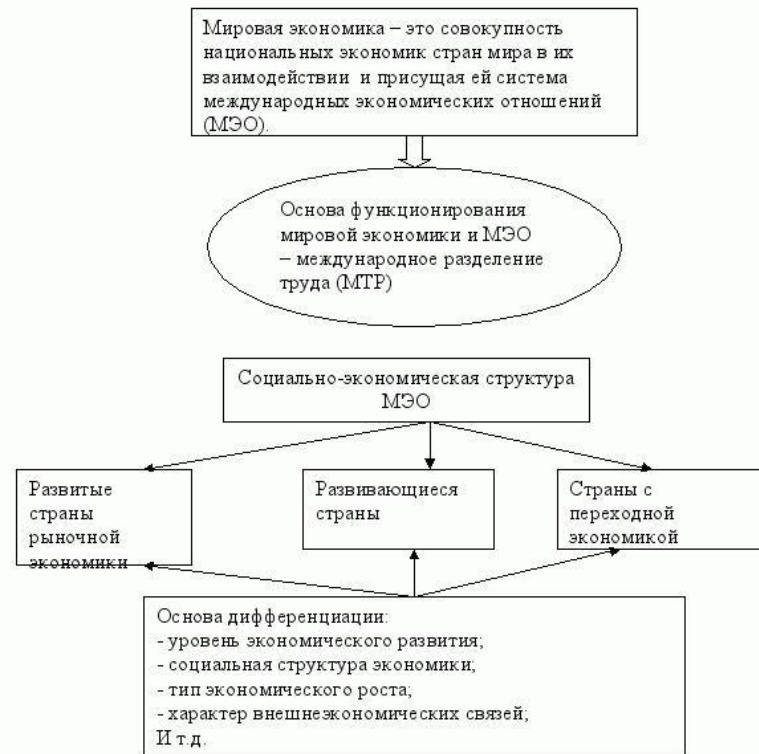 Мировая экономика – это совокупность
национальных экономик стран мира в их
взаимодействии и присущая ей система
международных экономических отношений
(МЭО).
Основа функционирования
мировой экономики и МЭО
– международное разделение
труда (МТР)
Социально-экономическая структура
МЭО
Развитые
страны
рыночной
экономики
Развивающиеся
страны
Страны с
переходной
экономикой
Основа дифференциации:
- уровень экономического развития;
- социальная структура экономики;
- тип экономического роста;
- характер внешнеэкономических связей;
И т.д.